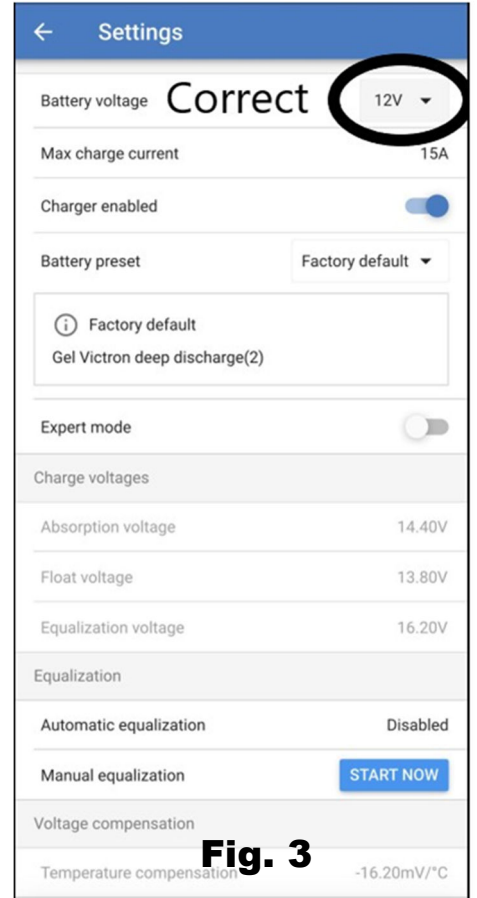 Settings
Battery voltage Correct 12V
Max charge current 15A
Charger enabled
Battery preset Factory default
Factory default
Gel Victron deep discharge(2)
Expert mode
Charge voltages
Absorption voltage 14.40V
Float voltage 13.80V
Equalization voltage 16.20V
Equalization
Automatic equalization Disabled
Manual equalization START NOW
Voltage compensation
Fig. 3
Temperature compensation -16.20mV/°C